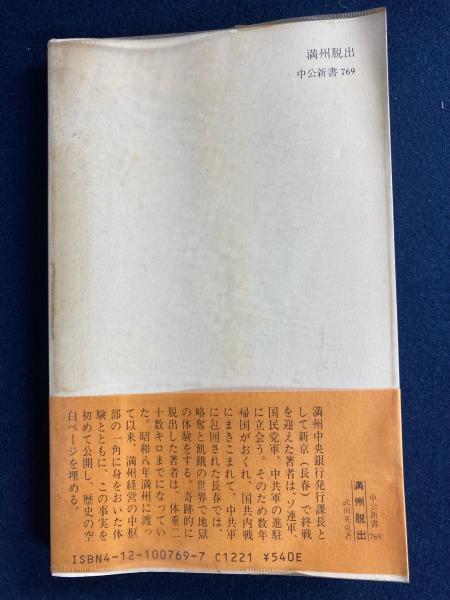 満州脱出
中公新書 769
満州中央銀行発行課長と
して新京（長春）で終戦
を迎えた著者は、ソ連軍、
国民党軍、中共軍の進駐
に立会う。そのため数年
帰国がおくれ、国共内戦
にまきこまれて、中共軍
に包囲された長春では、
略奪と飢餓の世界で地獄
の体験をする。奇跡的に
脱出した著者は、体重二
十数キロまでになってい
た。昭和八年満州に渡っ
て以来、満州経営の中枢
部の一角に身をおいた体
験とともに、この事実を
初めて公開し、歴史の空
白ページを埋める。
中公新書 769
満州脱出
武田英克著
ISBN4-12-100769-7 C1221 ¥540E